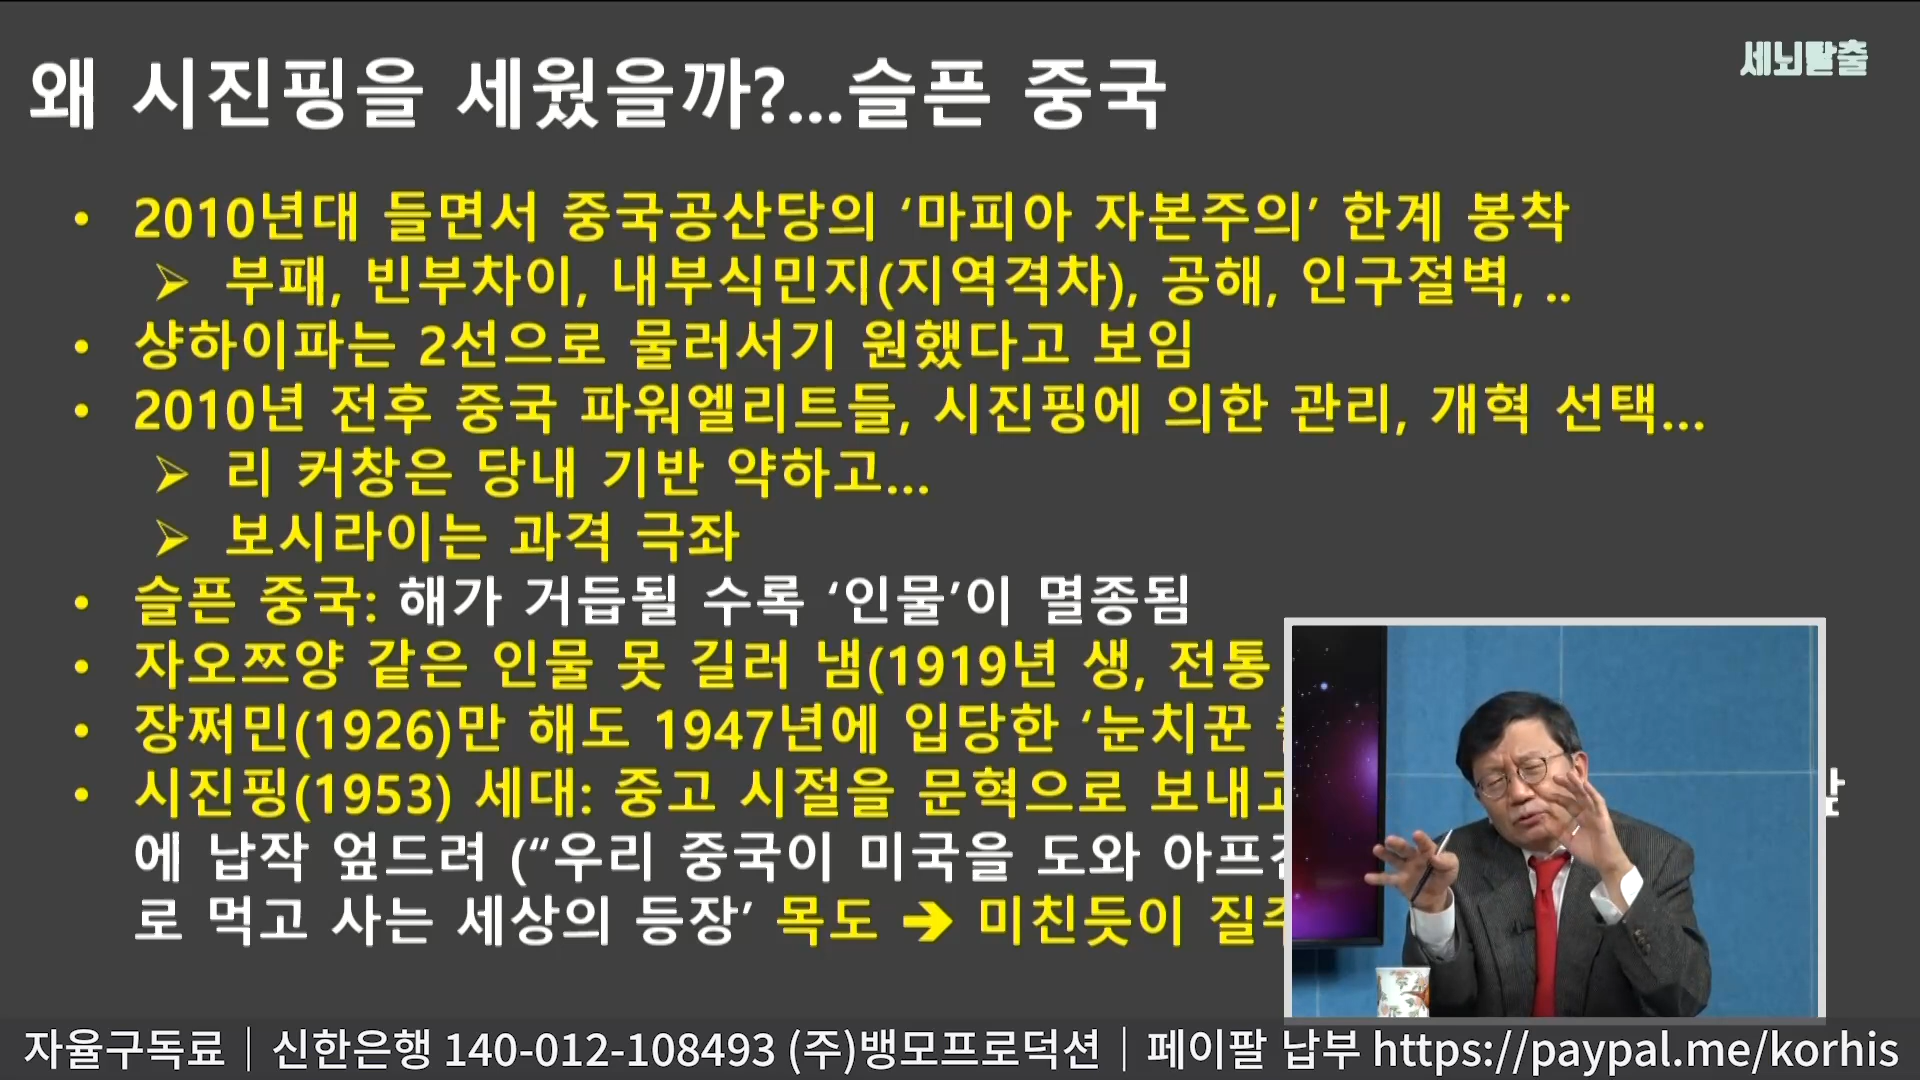 왜 시진핑을 세웠을까?...슬픈 중국
세뇌탈출
• 2010년대 들면서 중국공산당의 ‘마피아 자본주의’ 한계 봉착
➢ 부패, 빈부차이, 내부식민지(지역격차), 공해, 인구절벽, ..
• 샹하이파는 2선으로 물러서기 원했다고 보임
• 2010년 전후 중국 파워엘리트들, 시진핑에 의한 관리, 개혁 선택...
➢ 리 커창은 당내 기반 약하고...
➢ 보시라이는 과격 극좌
• 슬픈 중국: 해가 거듭될 수록 ‘인물’이 멸종됨
• 자오쯔양 같은 인물 못 길러 냄(1919년 생, 전통
• 장쩌민(1926)만 해도 1947년에 입당한 ‘눈치꾼
• 시진핑(1953) 세대: 중고 시절을 문혁으로 보내고
에 납작 엎드려 (“우리 중국이 미국을 도와
로 먹고 사는 세상의 등장’ 목도 ➔ 미친듯이
자율구독료│신한은행 140-012-108493 (주)뱅모프로덕션│페이팔 납부 https://paypal.me/korhis